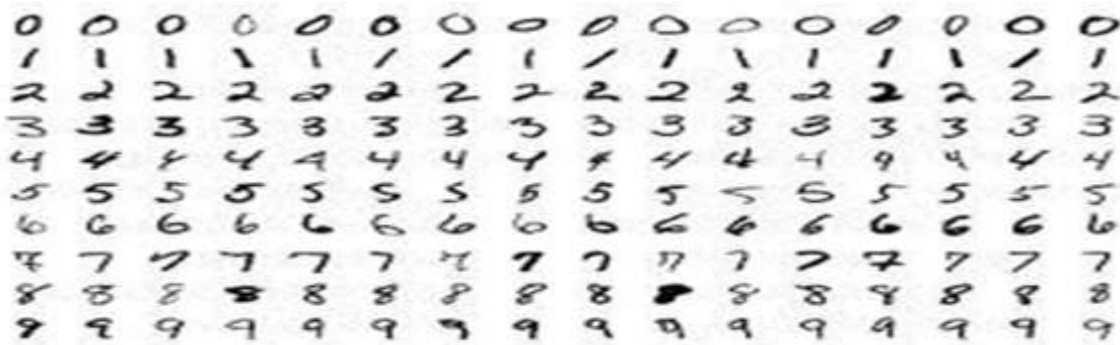 0 0 0 0 0 0 0 0 0 0 0 0 0 0 0 0
1 1 1 1 1 1 1 1 1 1 1 1 1 1 1 1
2 2 2 2 2 2 2 2 2 2 2 2 2 2 2 2
3 3 3 3 3 3 3 3 3 3 3 3 3 3 3 3
4 4 4 4 4 4 4 4 4 4 4 4 4 4 4 4
5 5 5 5 5 5 5 5 5 5 5 5 5 5 5 5
6 6 6 6 6 6 6 6 6 6 6 6 6 6 6 6
7 7 7 7 7 7 7 7 7 7 7 7 7 7 7 7
8 8 8 8 8 8 8 8 8 8 8 8 8 8 8 8
9 9 9 9 9 9 9 9 9 9 9 9 9 9 9 9